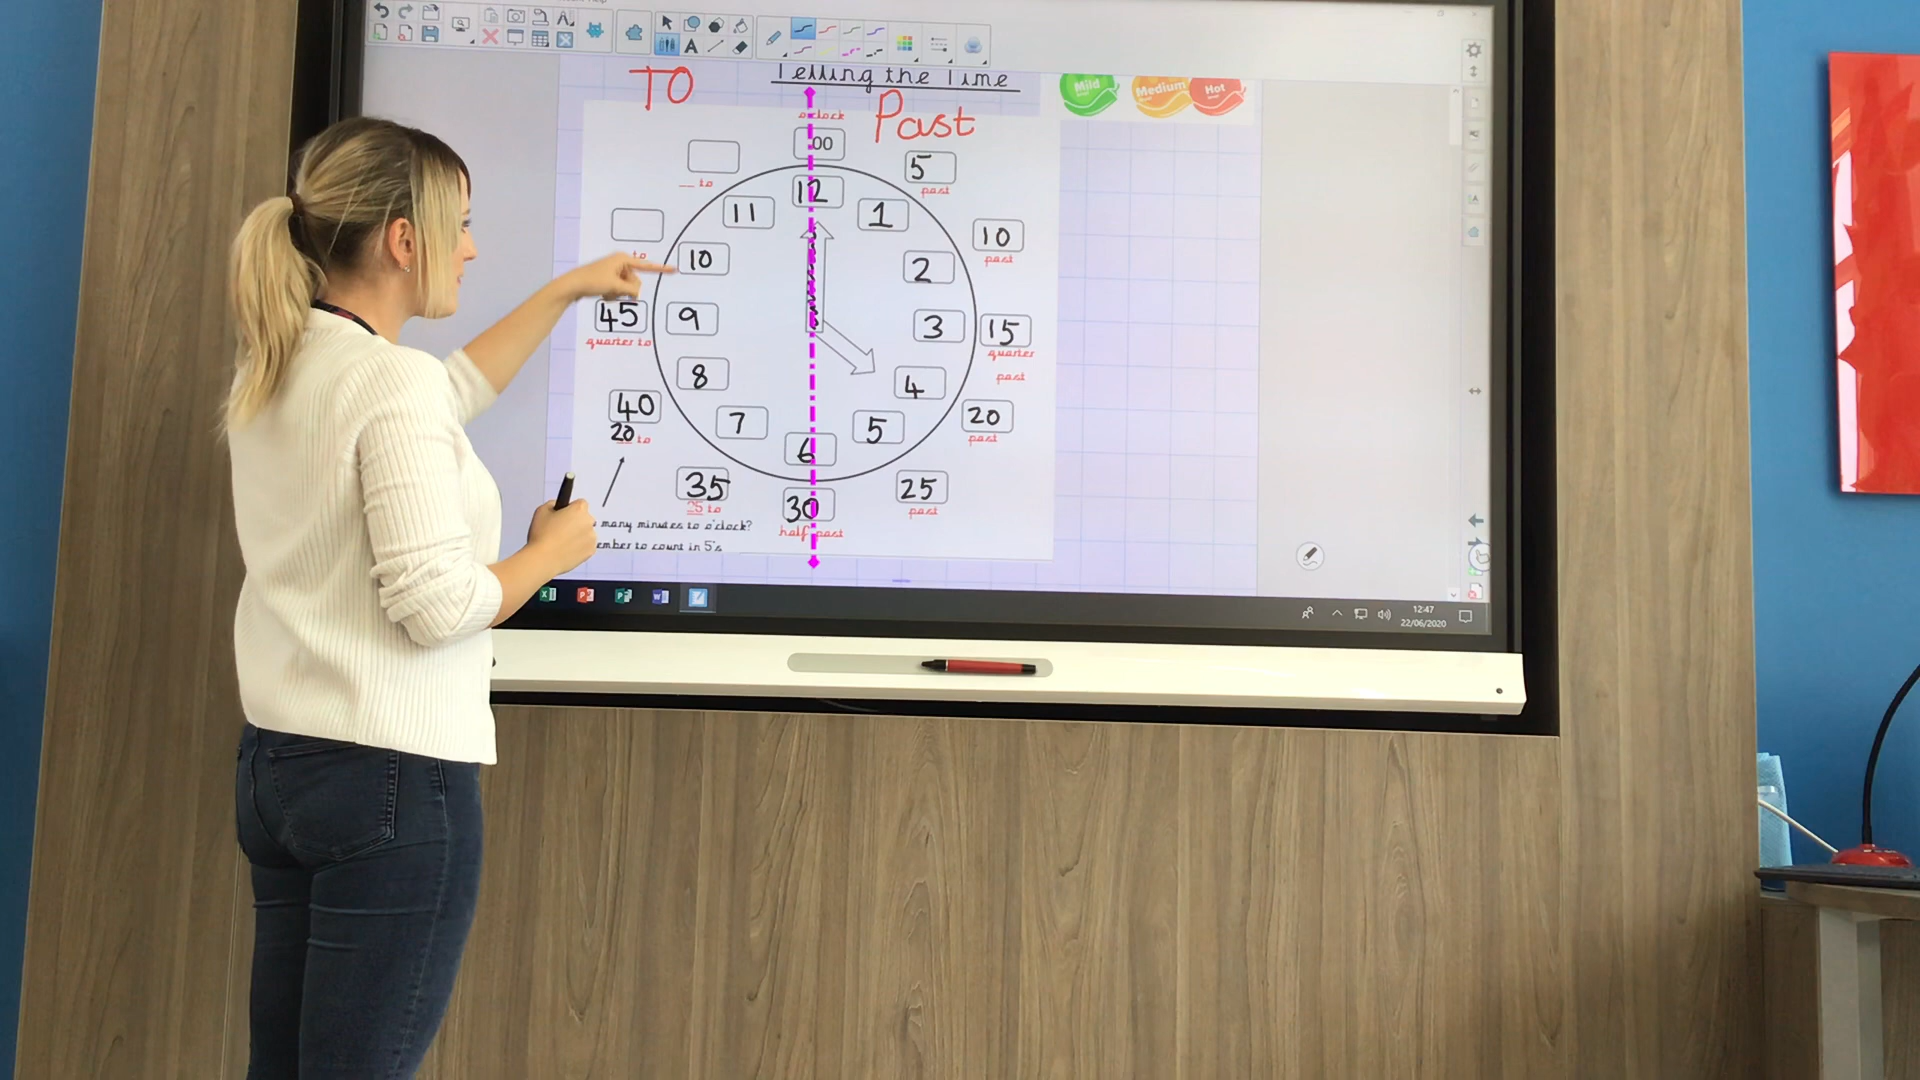 Telling the Time
TO
Past
Mild
Medium
Hot
o'clock
00
5
past
__ to
12
11
1
10
past
to
10
2
45
quarter to
9
3
15
quarter
past
8
4
40
20 to
7
5
20
past
6
35
25 to
30
half past
25
past
many minutes to o'clock?
ember to count in 5's
12:47
22/06/2020